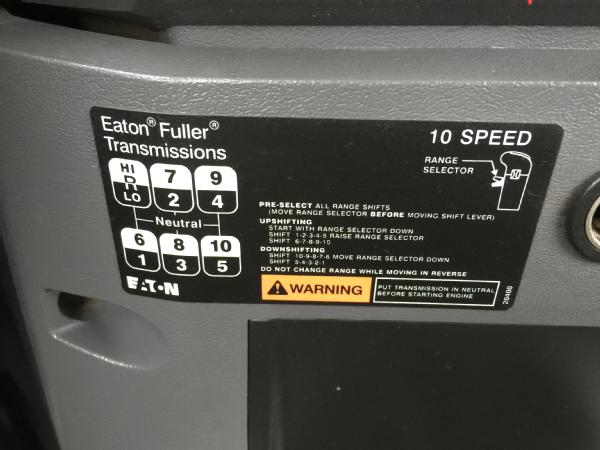 Eaton® Fuller®
Transmissions
10 SPEED
RANGE
SELECTOR
HI
R
LO
7
2
9
4
Neutral
6
1
8
3
10
5
EATON
PRE-SELECT ALL RANGE SHIFTS
(MOVE RANGE SELECTOR BEFORE MOVING SHIFT LEVER)
UPSHIFTING
START WITH RANGE SELECTOR DOWN
SHIFT 1-2-3-4-5 RAISE RANGE SELECTOR
SHIFT 6-7-8-9-10
DOWNSHIFTING
SHIFT 10-9-8-7-6 MOVE RANGE SELECTOR DOWN
SHIFT 5-4-3-2-1
DO NOT CHANGE RANGE WHILE MOVING IN REVERSE
WARNING
PUT TRANSMISSION IN NEUTRAL
BEFORE STARTING ENGINE
20400